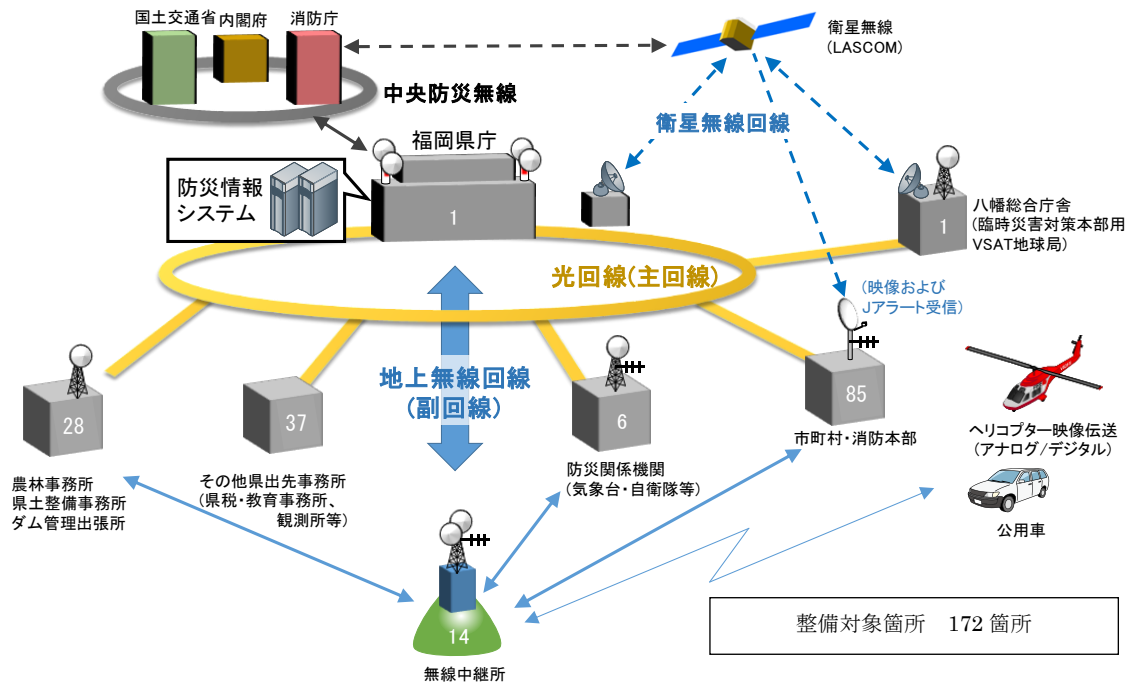 国土交通省
内閣府
消防庁
衛星無線
(LASCOM)
中央防災無線
衛星無線回線
福岡県庁
防災情報
システム
1
1
八幡総合庁舎
(臨時災害対策本部用
VSAT地球局)
光回線(主回線)
(映像および
Jアラート受信)
地上無線回線
(副回線)
28
37
6
85
農林事務所
県土整備事務所
ダム管理出張所
その他県出先事務所
(県税・教育事務所、
観測所等)
防災関係機関
(気象台・自衛隊等)
市町村・消防本部
ヘリコプター映像伝送
(アナログ/デジタル)
公用車
14
無線中継所
整備対象箇所　172 箇所